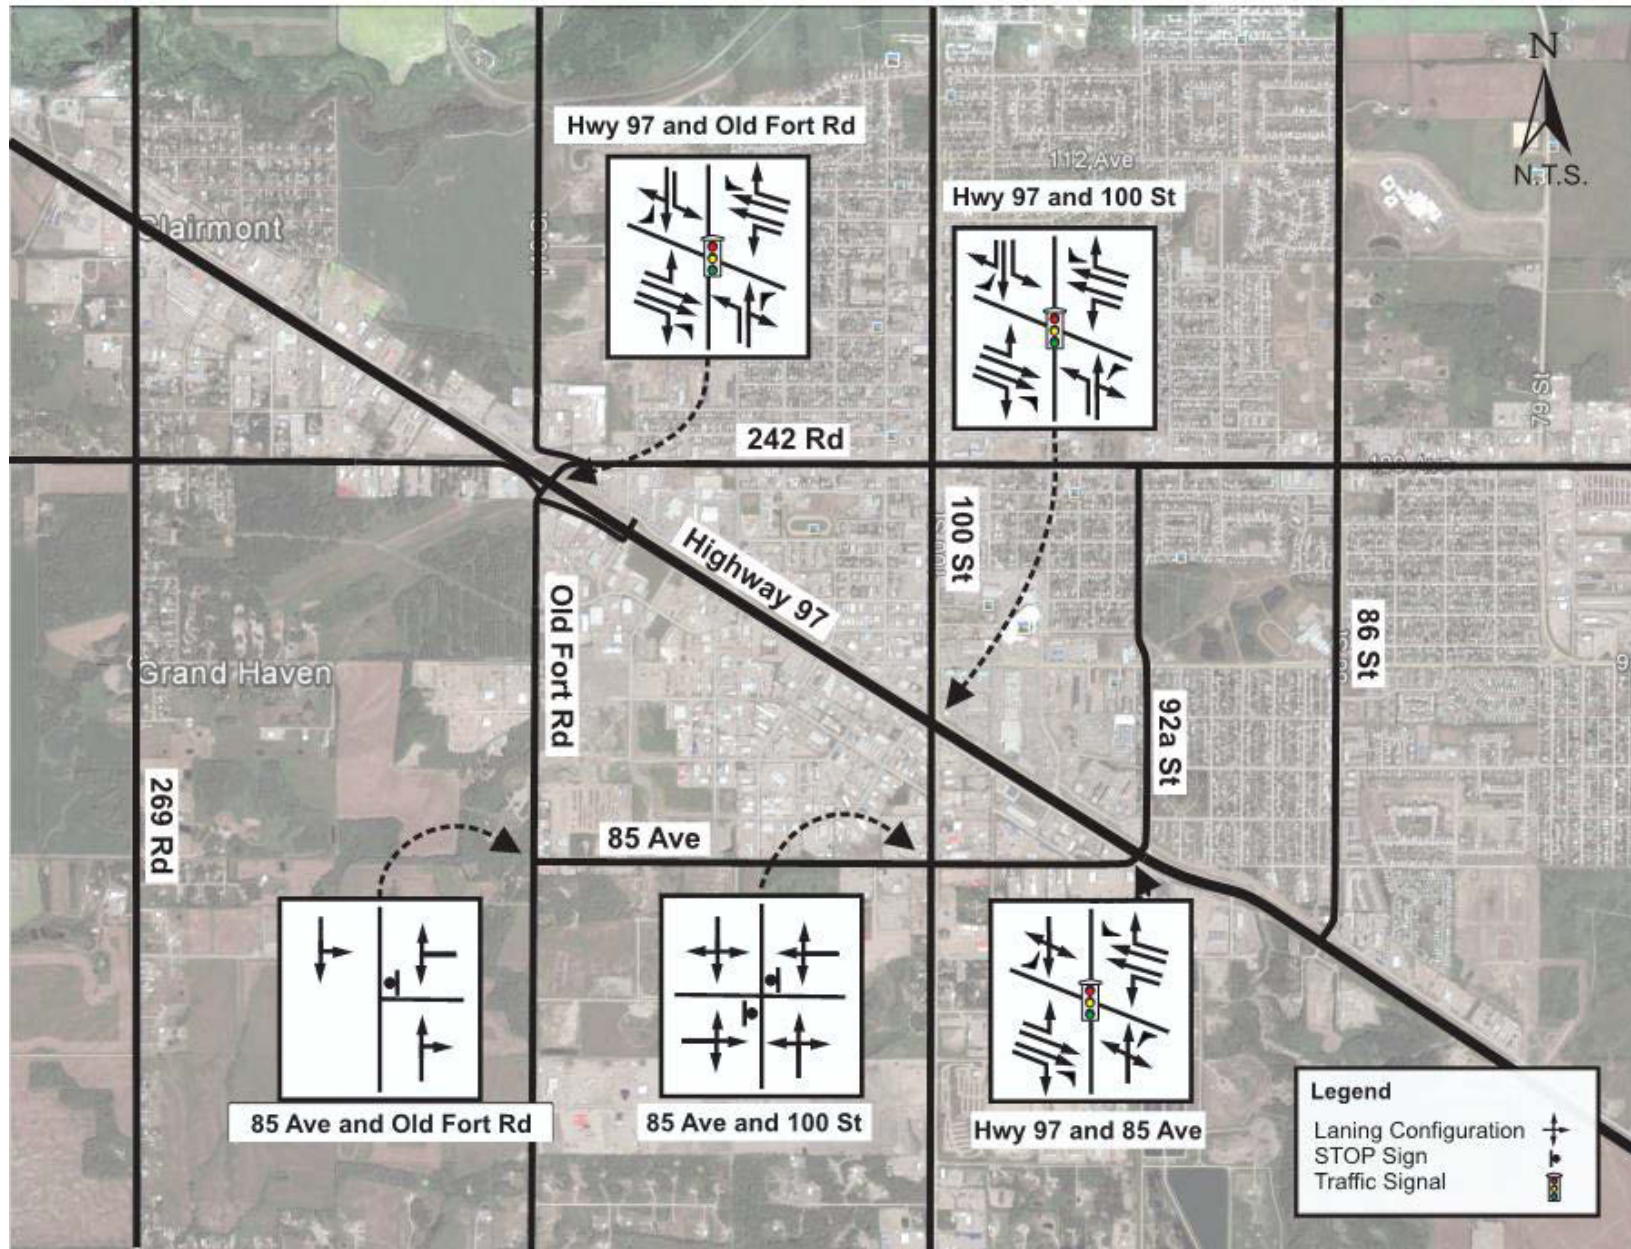 N
N.T.S.
Hwy 97 and Old Fort Rd
112 Ave
Hwy 97 and 100 St
Clairmont
79 St
242 Rd
Highway 97
100 St
Old Fort Rd
86 St
Grand Haven
92a St
269 Rd
85 Ave
85 Ave and Old Fort Rd
85 Ave and 100 St
Hwy 97 and 85 Ave
Legend
Laning Configuration
STOP Sign
Traffic Signal